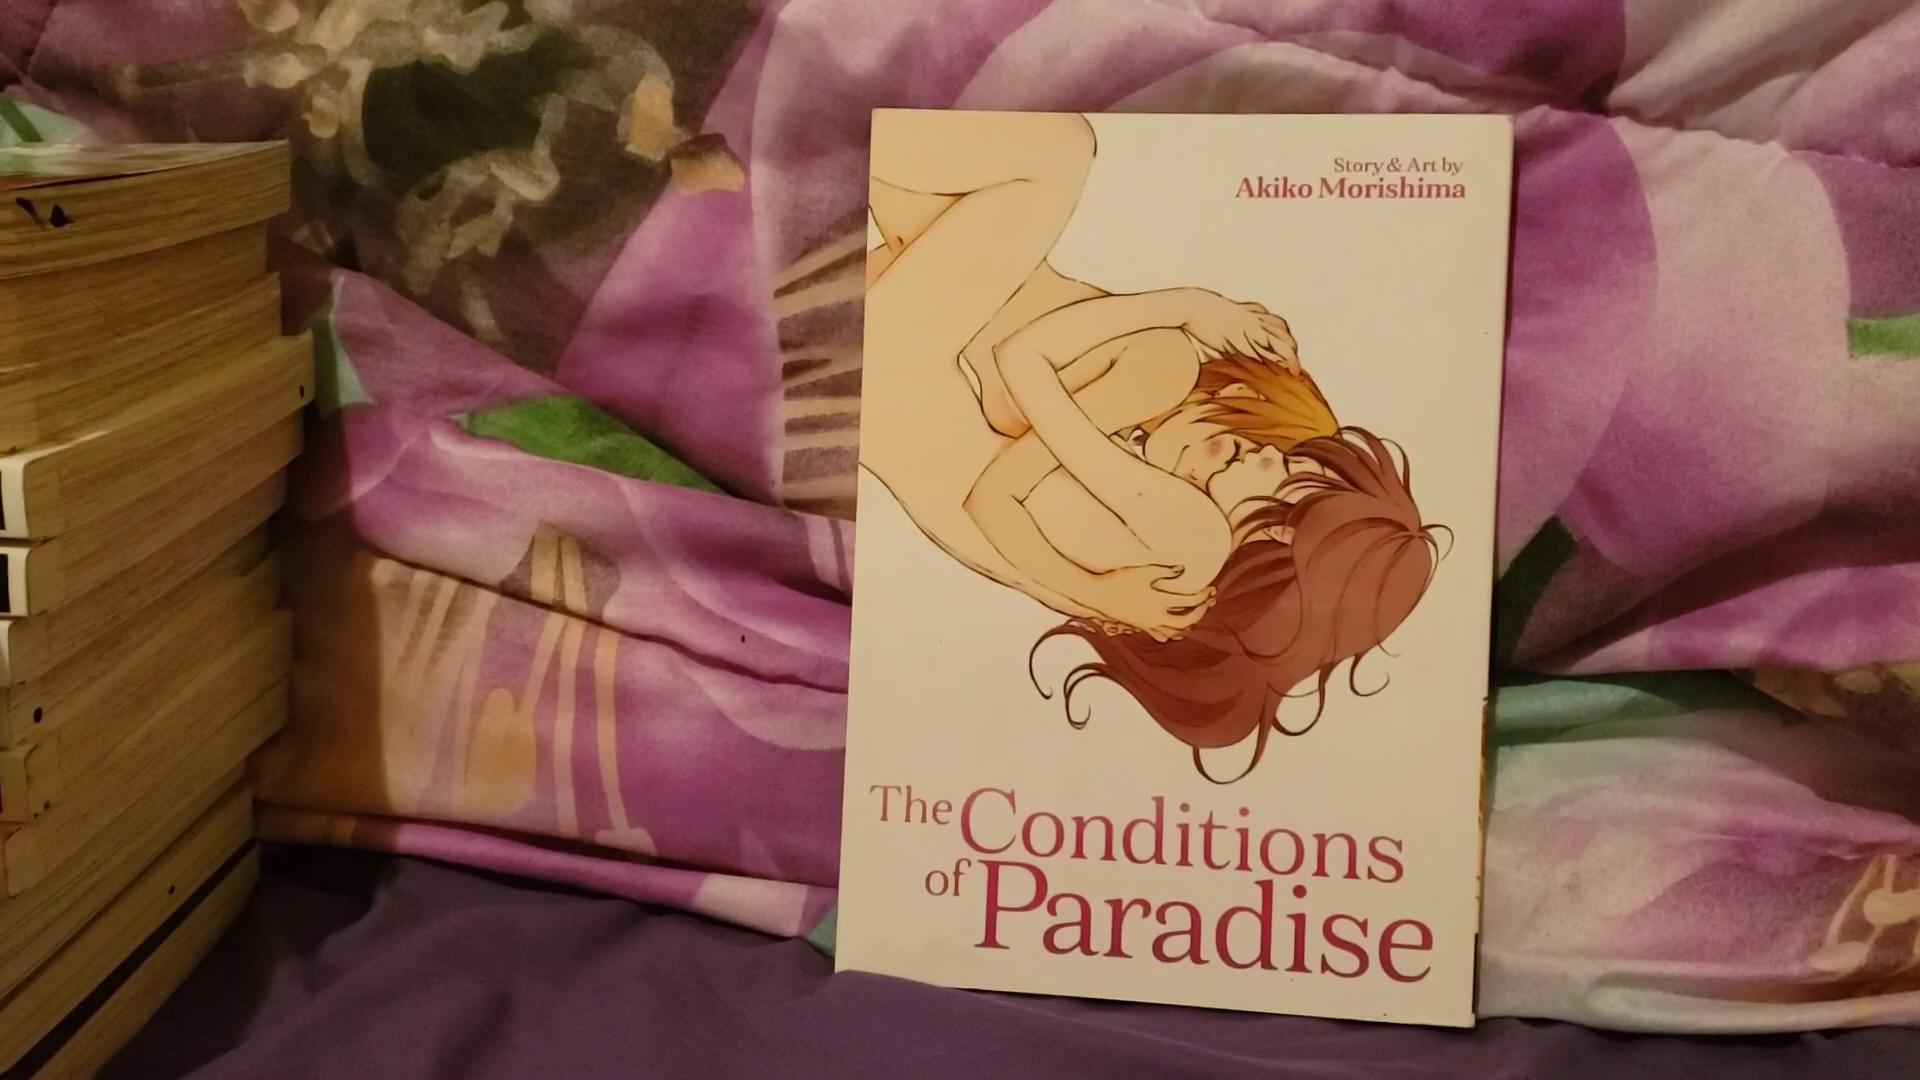 Story & Art by
Akiko Morishima
The Conditions
of Paradise